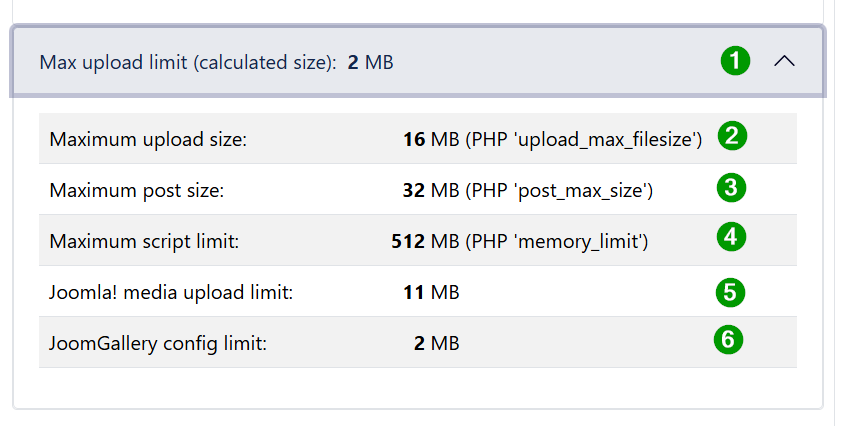 Max upload limit (calculated size): 2 MB 1
Maximum upload size: 16 MB (PHP 'upload_max_filesize') 2
Maximum post size: 32 MB (PHP 'post_max_size') 3
Maximum script limit: 512 MB (PHP 'memory_limit') 4
Joomla! media upload limit: 11 MB 5
JoomGallery config limit: 2 MB 6